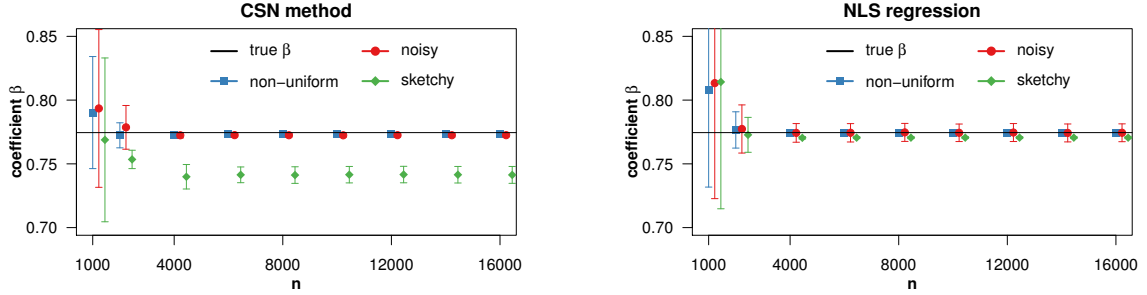 CSN method
coefficient β
0.85
0.80
0.75
0.70
true β
noisy
non−uniform
sketchy
1000
4000
8000
12000
16000
n
NLS regression
coefficient β
0.85
0.80
0.75
0.70
true β
noisy
non−uniform
sketchy
1000
4000
8000
12000
16000
n